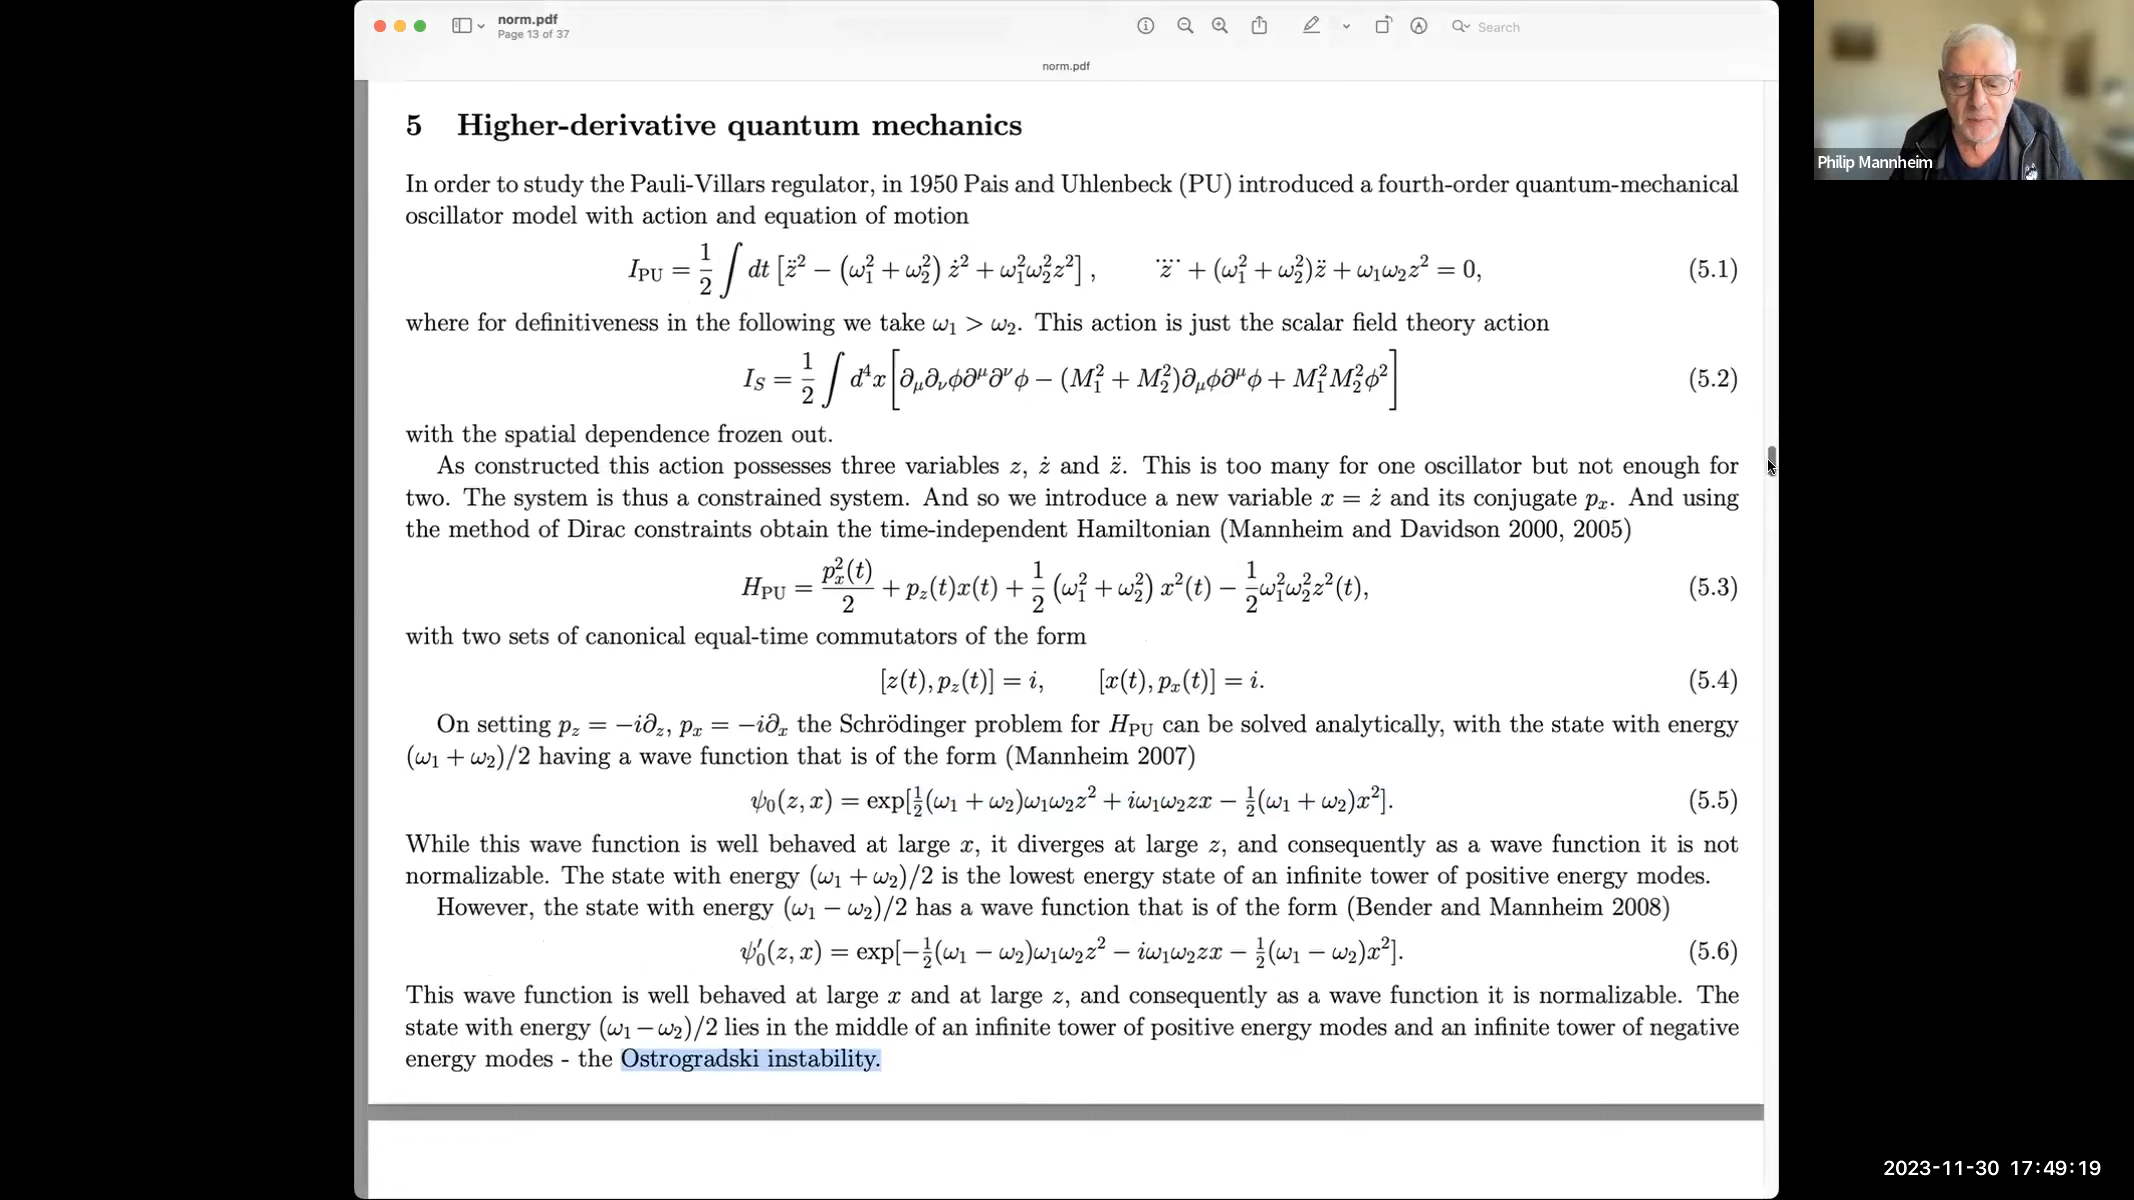 norm.pdf
Page 13 of 37
Search
norm.pdf
Philip Mannheim
5 Higher-derivative quantum mechanics
In order to study the Pauli-Villars regulator, in 1950 Pais and Uhlenbeck (PU) introduced a fourth-order quantum-mechanical
oscillator model with action and equation of motion
I_PU = 1/2 ∫ dt [z̈² − (ω₁² + ω₂²) ż² + ω₁²ω₂²z²] , z⃜ + (ω₁² + ω₂²)z̈ + ω₁ω₂z² = 0, (5.1)
where for definitiveness in the following we take ω₁ > ω₂. This action is just the scalar field theory action
I_S = 1/2 ∫ d⁴x [∂_μ∂_νφ∂^μ∂^νφ − (M₁² + M₂²)∂_μφ∂^μφ + M₁²M₂²φ²] (5.2)
with the spatial dependence frozen out.
As constructed this action possesses three variables z, ż and z̈. This is too many for one oscillator but not enough for
two. The system is thus a constrained system. And so we introduce a new variable x = ż and its conjugate p_x. And using
the method of Dirac constraints obtain the time-independent Hamiltonian (Mannheim and Davidson 2000, 2005)
H_PU = p_x²(t)/2 + p_z(t)x(t) + 1/2 (ω₁² + ω₂²) x²(t) − 1/2 ω₁²ω₂²z²(t), (5.3)
with two sets of canonical equal-time commutators of the form
[z(t), p_z(t)] = i, [x(t), p_x(t)] = i. (5.4)
On setting p_z = −i∂_z, p_x = −i∂_x the Schrödinger problem for H_PU can be solved analytically, with the state with energy
(ω₁ + ω₂)/2 having a wave function that is of the form (Mannheim 2007)
ψ₀(z, x) = exp[½(ω₁ + ω₂)ω₁ω₂z² + iω₁ω₂zx − ½(ω₁ + ω₂)x²]. (5.5)
While this wave function is well behaved at large x, it diverges at large z, and consequently as a wave function it is not
normalizable. The state with energy (ω₁ + ω₂)/2 is the lowest energy state of an infinite tower of positive energy modes.
However, the state with energy (ω₁ − ω₂)/2 has a wave function that is of the form (Bender and Mannheim 2008)
ψ₀′(z, x) = exp[−½(ω₁ − ω₂)ω₁ω₂z² − iω₁ω₂zx − ½(ω₁ − ω₂)x²]. (5.6)
This wave function is well behaved at large x and at large z, and consequently as a wave function it is normalizable. The
state with energy (ω₁ − ω₂)/2 lies in the middle of an infinite tower of positive energy modes and an infinite tower of negative
energy modes - the Ostrogradski instability.
2023-11-30 17:49:19